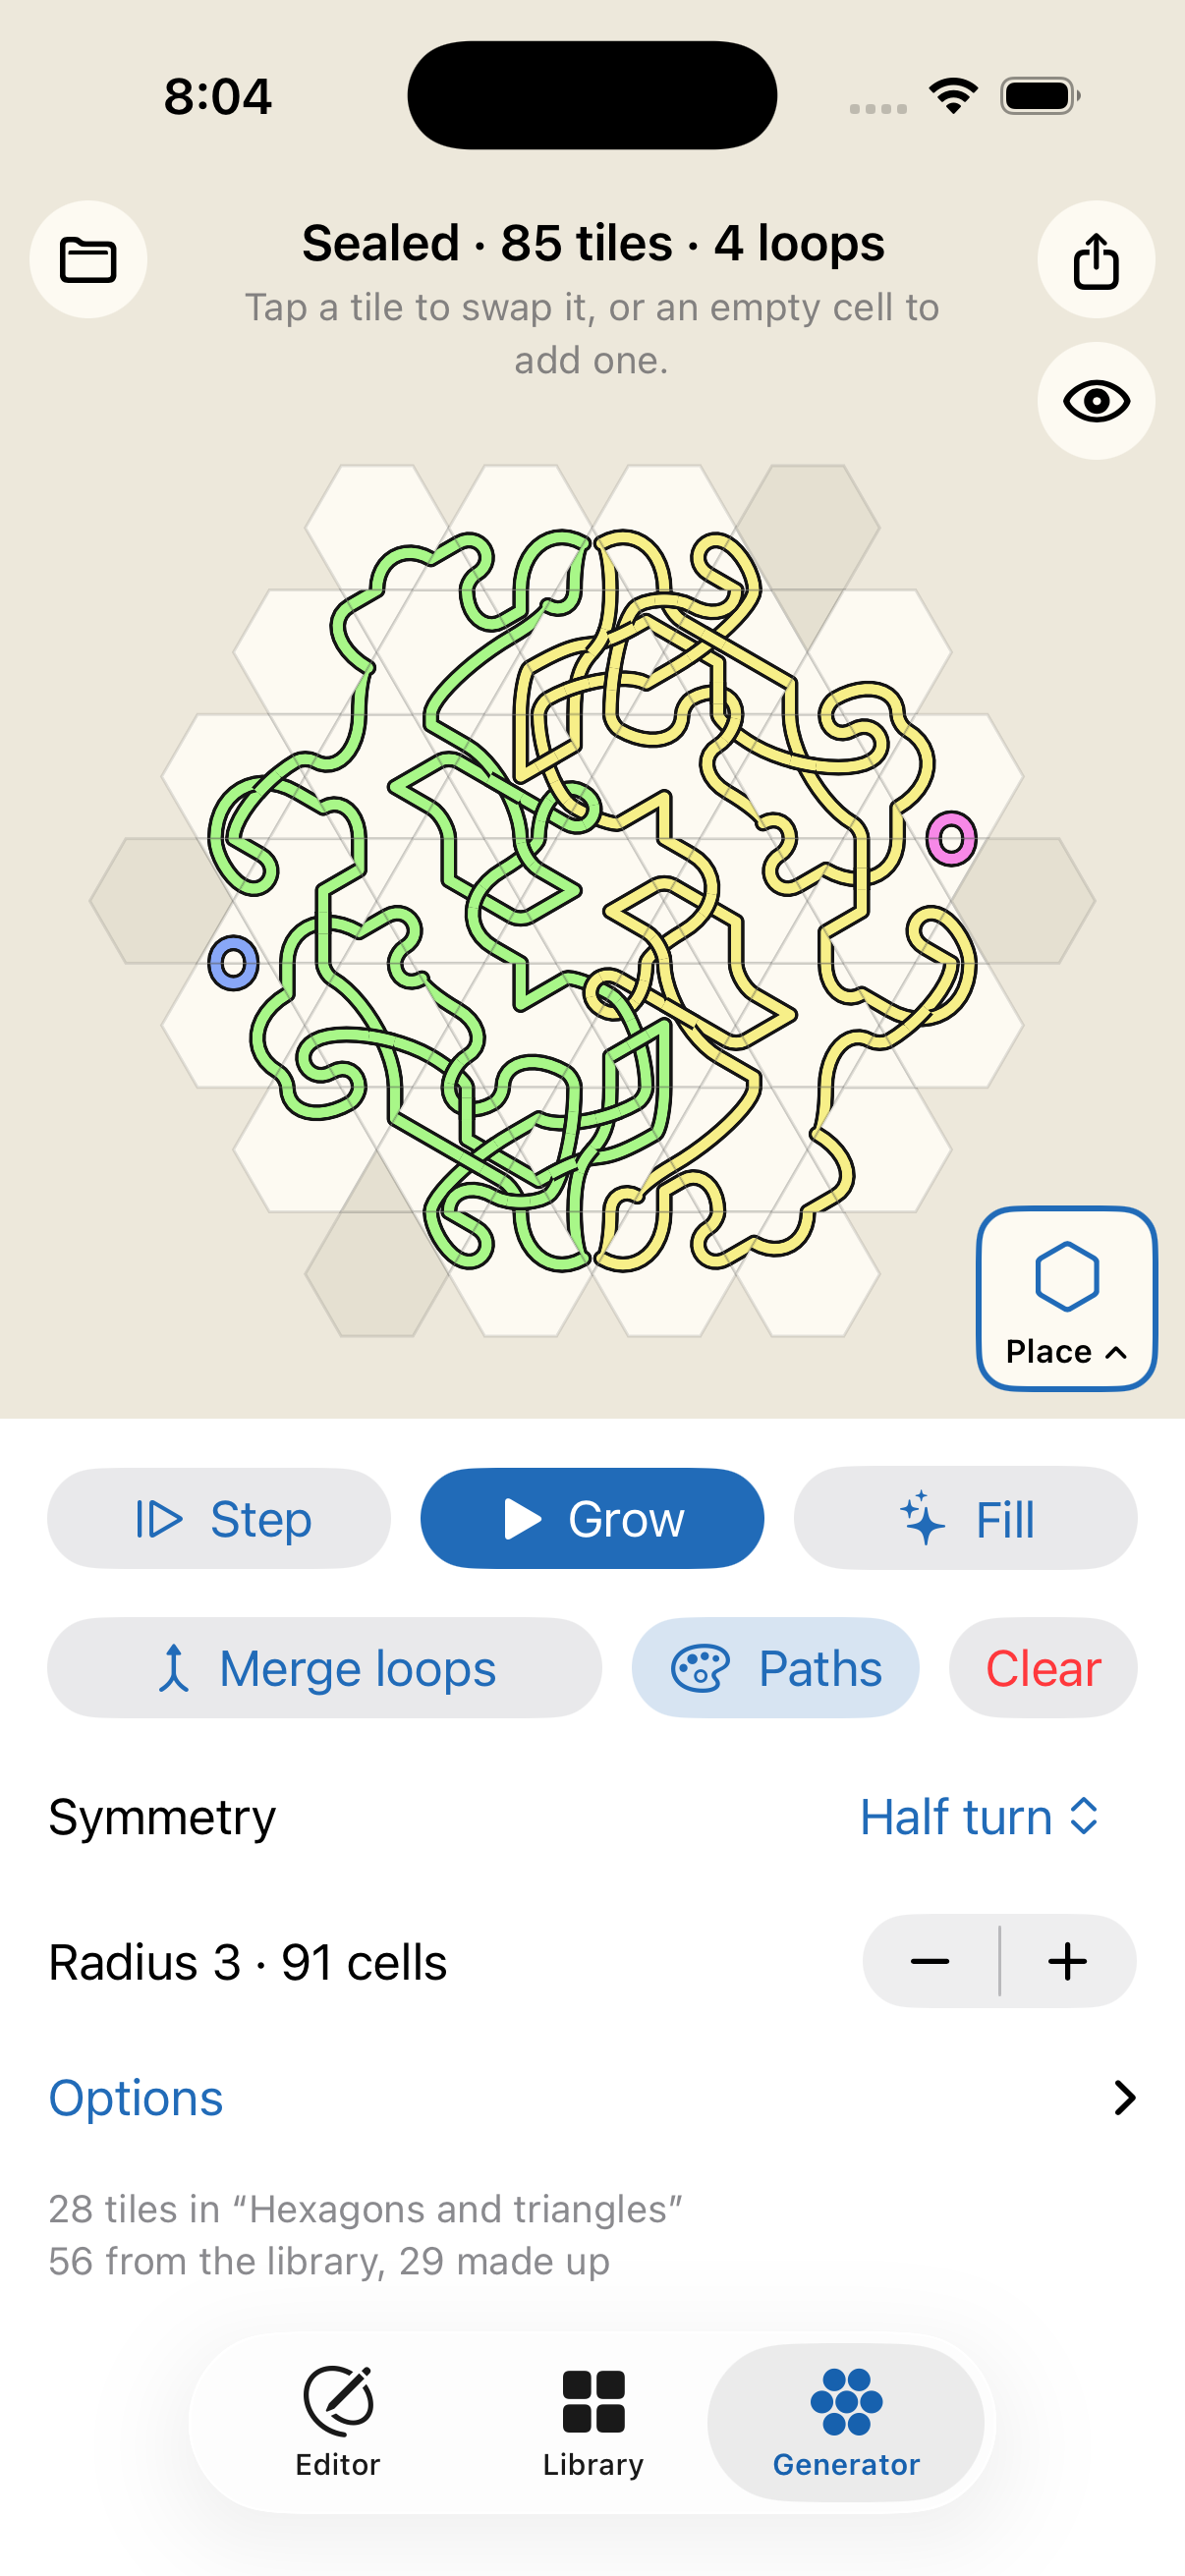 8:04
Sealed · 85 tiles · 4 loops
Tap a tile to swap it, or an empty cell to
add one.
Place
Step
Grow
Fill
Merge loops
Paths
Clear
Symmetry
Half turn
Radius 3 · 91 cells
Options
28 tiles in “Hexagons and triangles”
56 from the library, 29 made up
Editor
Library
Generator